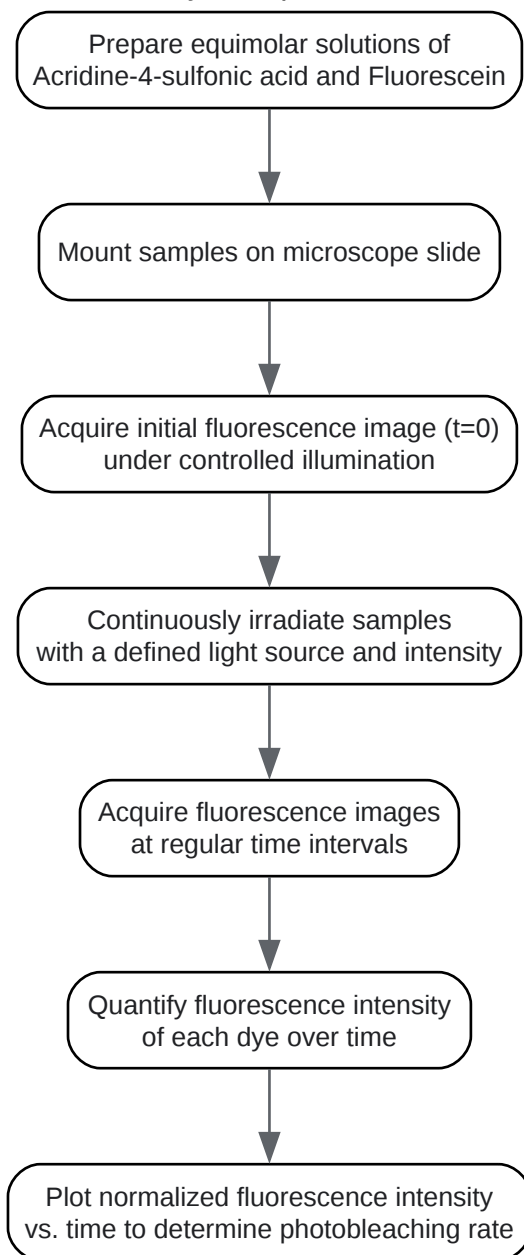 Prepare equimolar solutions of
Acridine-4-sulfonic acid and Fluorescein
Mount samples on microscope slide
Acquire initial fluorescence image (t=0)
under controlled illumination
Continuously irradiate samples
with a defined light source and intensity
Acquire fluorescence images
at regular time intervals
Quantify fluorescence intensity
of each dye over time
Plot normalized fluorescence intensity
vs. time to determine photobleaching rate